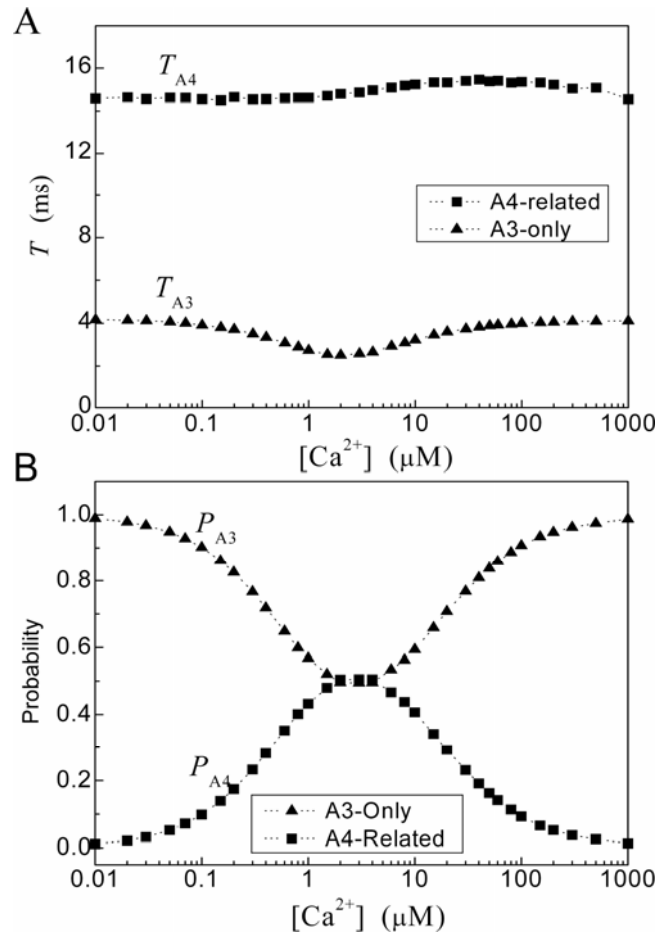 A
16
12
8
4
0
T (ms)
T_A4
T_A3
A4-related
A3-only
0.01 0.1 1 10 100 1000
[Ca²⁺] (μM)
B
1.0
0.8
0.6
0.4
0.2
0.0
Probability
P_A3
P_A4
A3-Only
A4-Related
0.01 0.1 1 10 100 1000
[Ca²⁺] (μM)